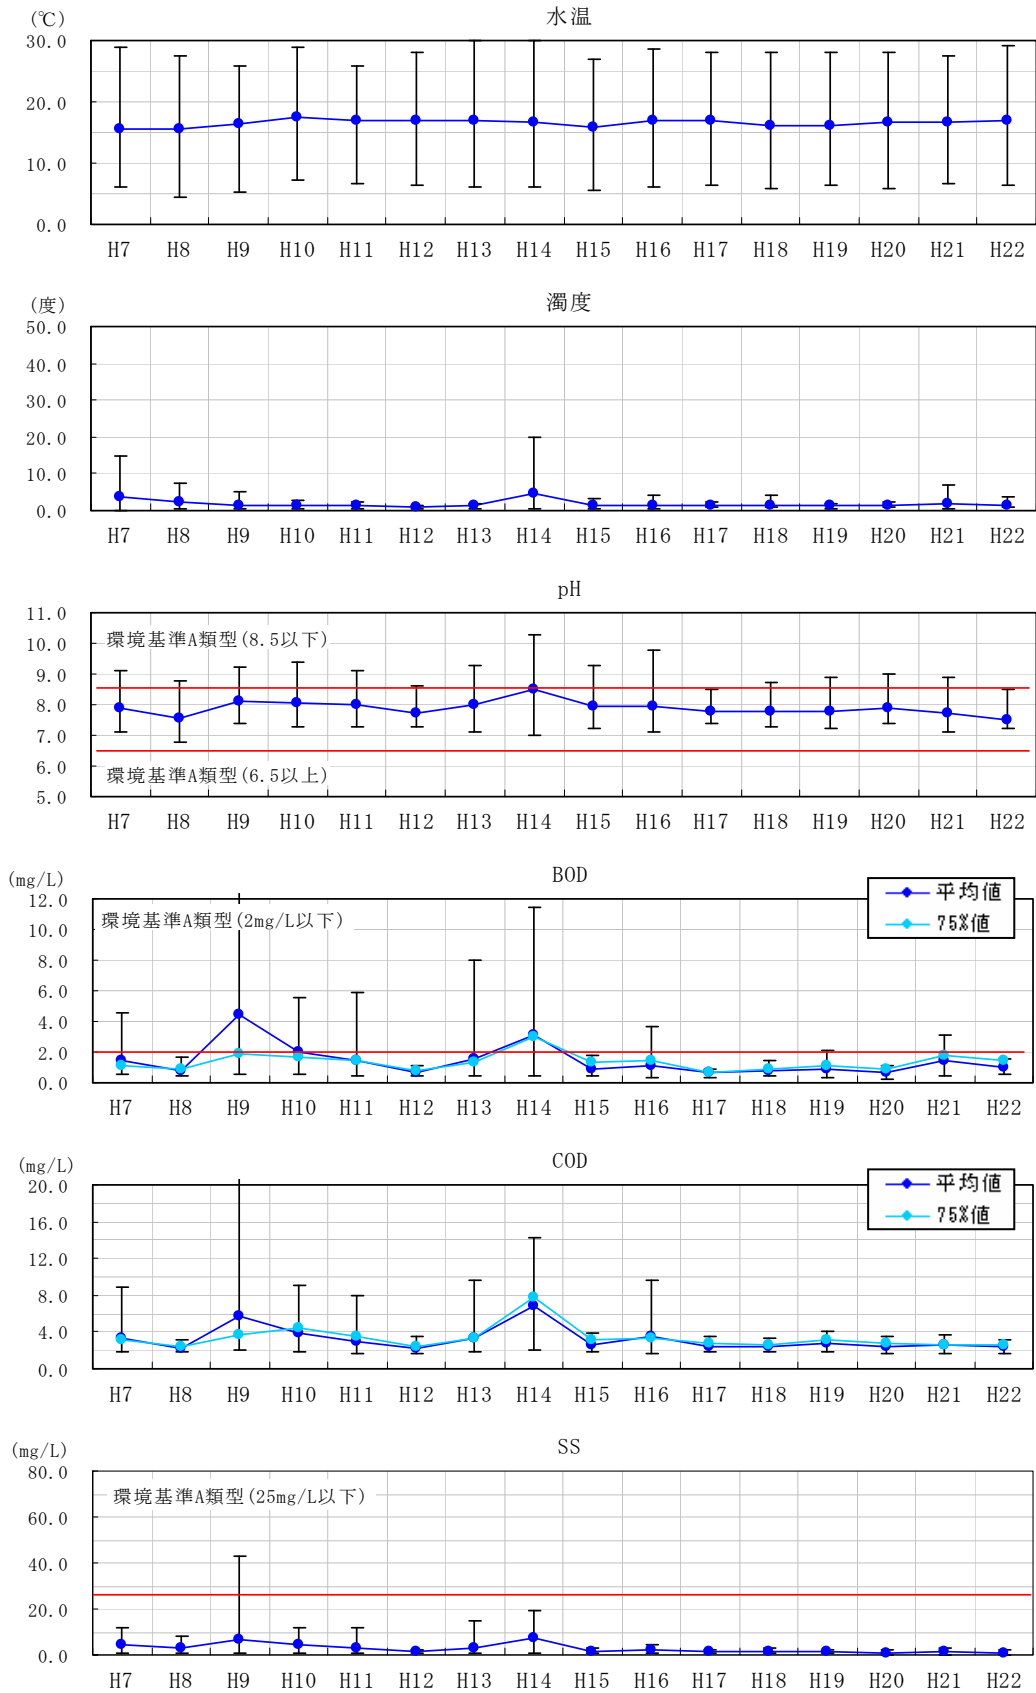 水温
(℃)
30.0
20.0
10.0
0.0
H7 H8 H9 H10 H11 H12 H13 H14 H15 H16 H17 H18 H19 H20 H21 H22
濁度
(度)
50.0
40.0
30.0
20.0
10.0
0.0
H7 H8 H9 H10 H11 H12 H13 H14 H15 H16 H17 H18 H19 H20 H21 H22
pH
11.0
環境基準A類型(8.5以下)
10.0
9.0
8.0
7.0
6.0
環境基準A類型(6.5以上)
5.0
H7 H8 H9 H10 H11 H12 H13 H14 H15 H16 H17 H18 H19 H20 H21 H22
BOD
(mg/L)
平均値
75%値
12.0
環境基準A類型(2mg/L以下)
10.0
8.0
6.0
4.0
2.0
0.0
H7 H8 H9 H10 H11 H12 H13 H14 H15 H16 H17 H18 H19 H20 H21 H22
COD
(mg/L)
平均値
75%値
20.0
16.0
12.0
8.0
4.0
0.0
H7 H8 H9 H10 H11 H12 H13 H14 H15 H16 H17 H18 H19 H20 H21 H22
SS
(mg/L)
80.0
環境基準A類型(25mg/L以下)
60.0
40.0
20.0
0.0
H7 H8 H9 H10 H11 H12 H13 H14 H15 H16 H17 H18 H19 H20 H21 H22